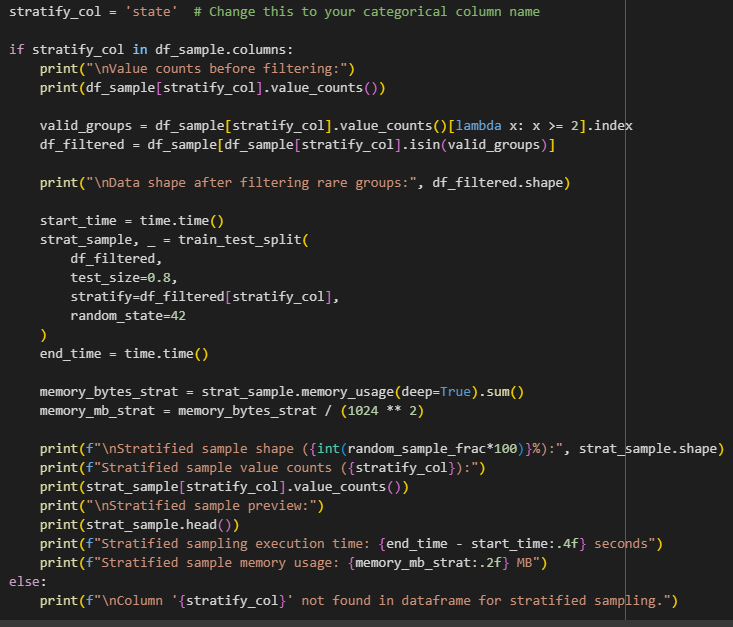 stratify_col = 'state'  # Change this to your categorical column name

if stratify_col in df_sample.columns:
    print("\nValue counts before filtering:")
    print(df_sample[stratify_col].value_counts())

    valid_groups = df_sample[stratify_col].value_counts()[lambda x: x >= 2].index
    df_filtered = df_sample[df_sample[stratify_col].isin(valid_groups)]

    print("\nData shape after filtering rare groups:", df_filtered.shape)

    start_time = time.time()
    strat_sample, _ = train_test_split(
        df_filtered,
        test_size=0.8,
        stratify=df_filtered[stratify_col],
        random_state=42
    )
    end_time = time.time()

    memory_bytes_strat = strat_sample.memory_usage(deep=True).sum()
    memory_mb_strat = memory_bytes_strat / (1024 ** 2)

    print(f"\nStratified sample shape ({int(random_sample_frac*100)}%):", strat_sample.shape)
    print(f"Stratified sample value counts ({stratify_col}):")
    print(strat_sample[stratify_col].value_counts())
    print("\nStratified sample preview:")
    print(strat_sample.head())
    print(f"Stratified sampling execution time: {end_time - start_time:.4f} seconds")
    print(f"Stratified sample memory usage: {memory_mb_strat:.2f} MB")
else:
    print(f"\nColumn '{stratify_col}' not found in dataframe for stratified sampling.")